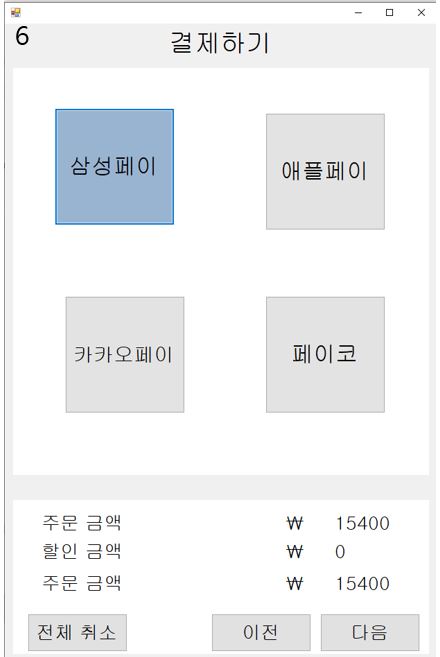 6
결제하기
삼성페이 애플페이
카카오페이 페이코
주문 금액 ₩ 15400
할인 금액 ₩ 0
주문 금액 ₩ 15400
전체 취소 이전 다음